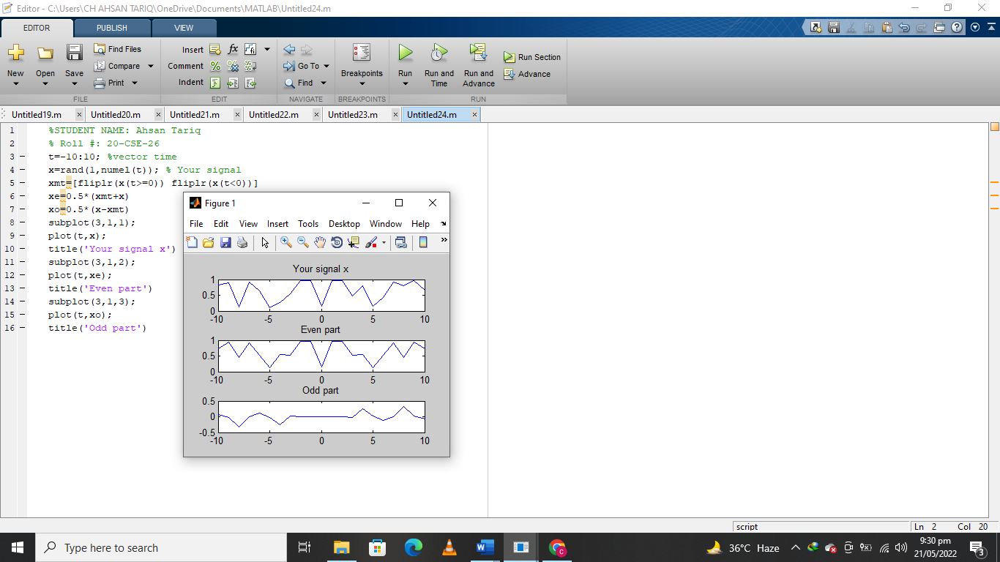 Editor - C:\Users\CH AHSAN TARIQ\OneDrive\Documents\MATLAB\Untitled24.m
EDITOR PUBLISH VIEW
New Open Save Find Files Compare Print
Insert fx
Comment
Indent
Go To Find
Breakpoints
Run Run and Time Run and Advance Run Section Advance
FILE EDIT NAVIGATE BREAKPOINTS RUN
Untitled19.m Untitled20.m Untitled21.m Untitled22.m Untitled23.m Untitled24.m
1 %STUDENT NAME: Ahsan Tariq
2 % Roll #: 20-CSE-26
3 t=-10:10; %vector time
4 x=rand(1,numel(t)); % Your signal
5 xmt=[fliplr(x(t>=0)) fliplr(x(t<0))]
6 xe=0.5*(xmt+x)
7 xo=0.5*(x-xmt)
8 subplot(3,1,1);
9 plot(t,x);
10 title('Your signal x')
11 subplot(3,1,2);
12 plot(t,xe);
13 title('Even part')
14 subplot(3,1,3);
15 plot(t,xo);
16 title('Odd part')
Figure 1
File Edit View Insert Tools Desktop Window Help
Your signal x
1
0.5
0
-10 -5 0 5 10
Even part
1
0.5
0
-10 -5 0 5 10
Odd part
0.5
0
-0.5
-10 -5 0 5 10
script Ln 2 Col 20
Type here to search
36°C Haze
9:30 pm
21/05/2022
3